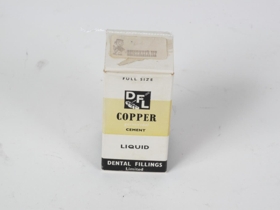 FULL SIZE
DFL
COPPER
CEMENT
LIQUID
DENTAL FILLINGS
Limited